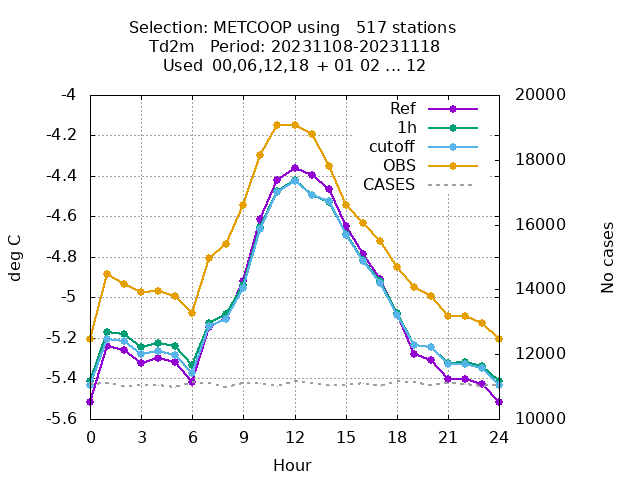 Selection: METCOOP using   517 stations
Td2m   Period: 20231108-20231118
Used  00,06,12,18  + 01 02 ... 12
-4
-4.2
-4.4
-4.6
-4.8
-5
-5.2
-5.4
-5.6
deg C
Ref
1h
cutoff
OBS
CASES
20000
18000
16000
14000
12000
10000
No cases
0 3 6 9 12 15 18 21 24
Hour